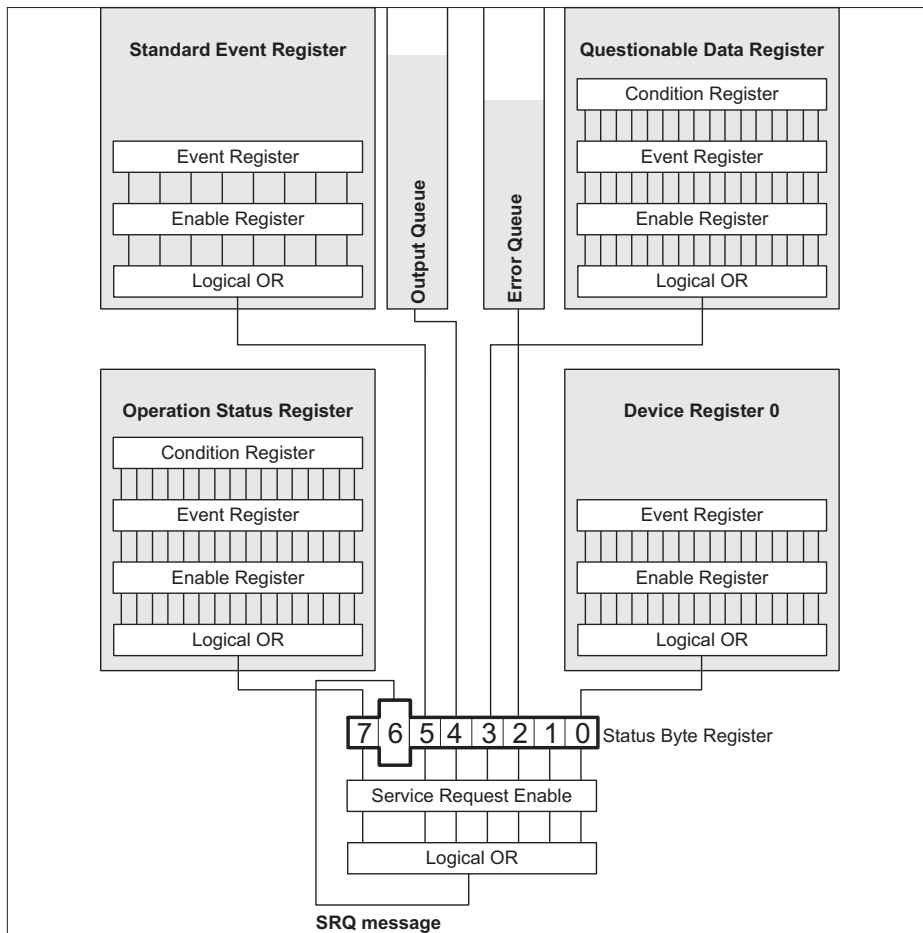 Standard Event Register
Event Register
Enable Register
Logical OR
Output Queue
Error Queue
Questionable Data Register
Condition Register
Event Register
Enable Register
Logical OR
Operation Status Register
Condition Register
Event Register
Enable Register
Logical OR
Device Register 0
Event Register
Enable Register
Logical OR
7 6 5 4 3 2 1 0
Status Byte Register
Service Request Enable
Logical OR
SRQ message